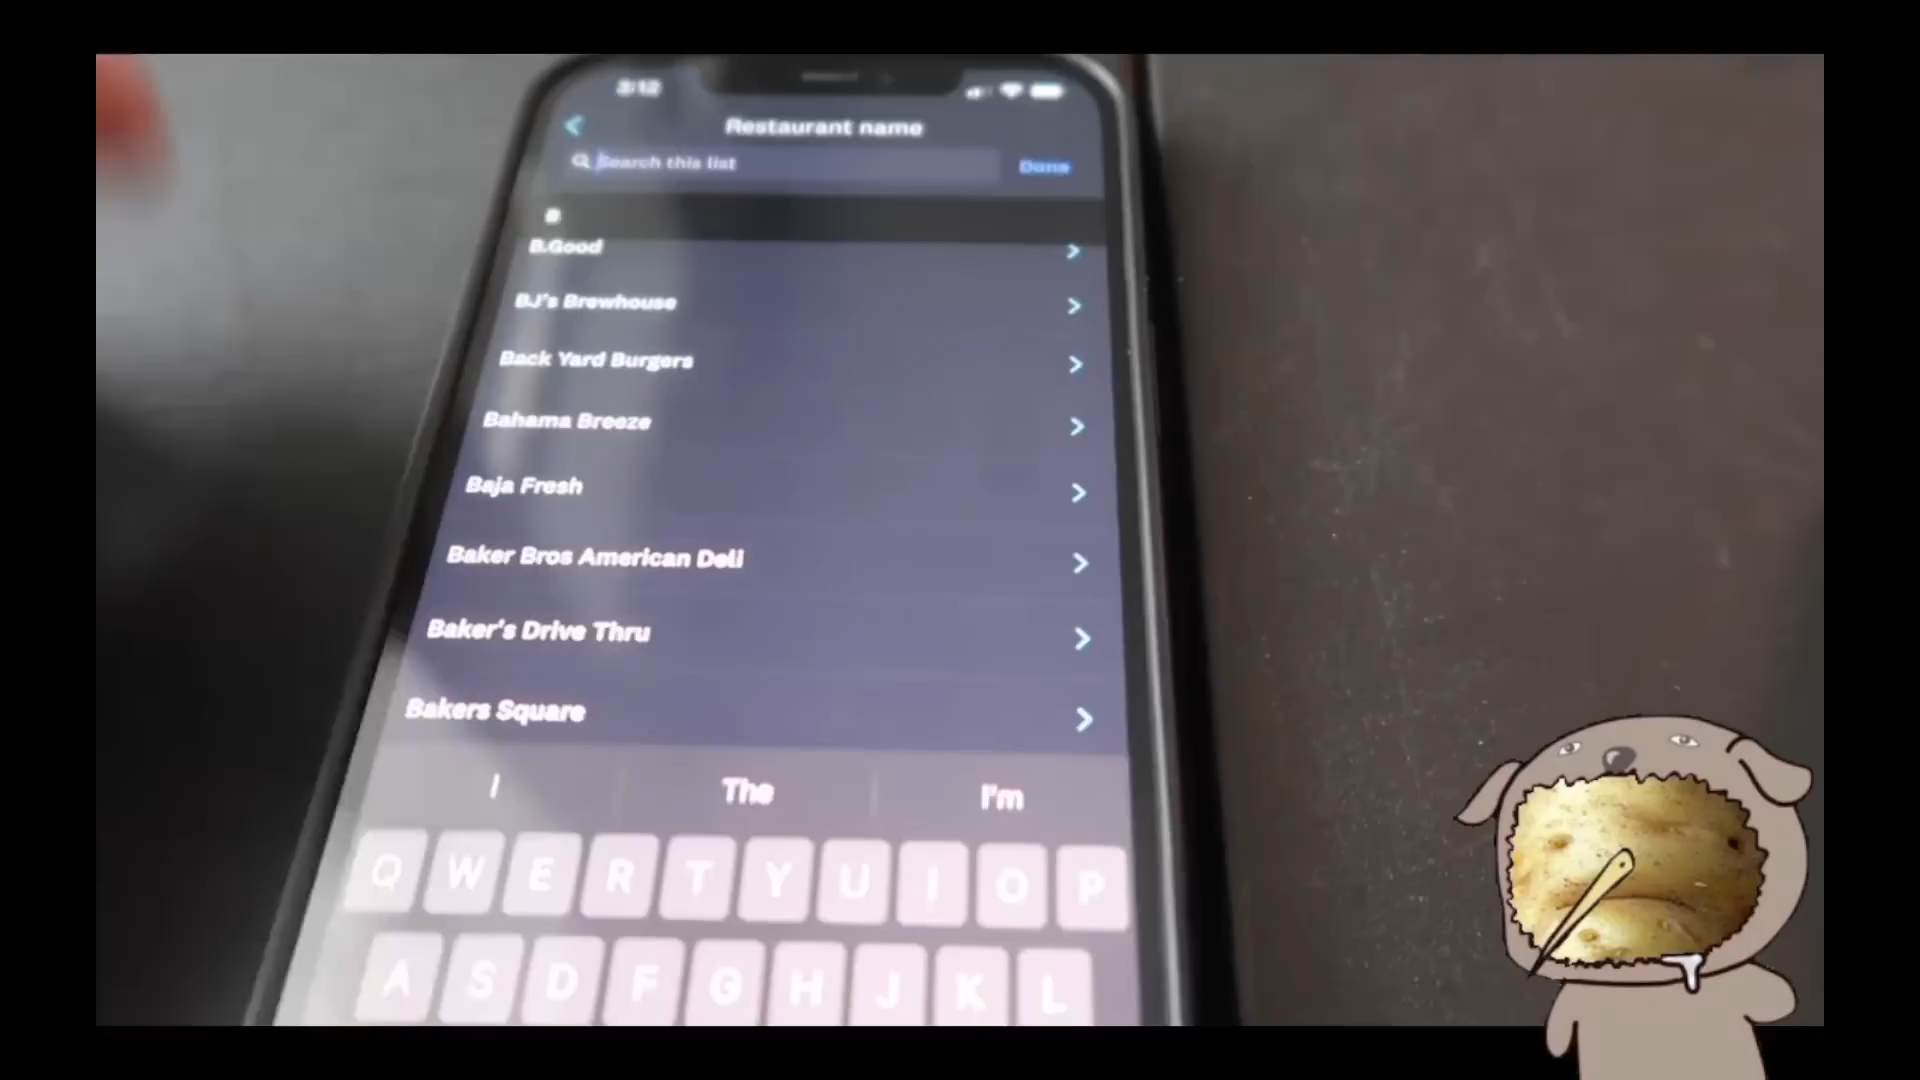 3:12
Restaurant name
Search this list
Done
B
B.Good
BJ's Brewhouse
Back Yard Burgers
Bahama Breeze
Baja Fresh
Baker Bros American Deli
Baker's Drive Thru
Bakers Square
I The I'm
Q W E R T Y U I O P
A S D F G H J K L